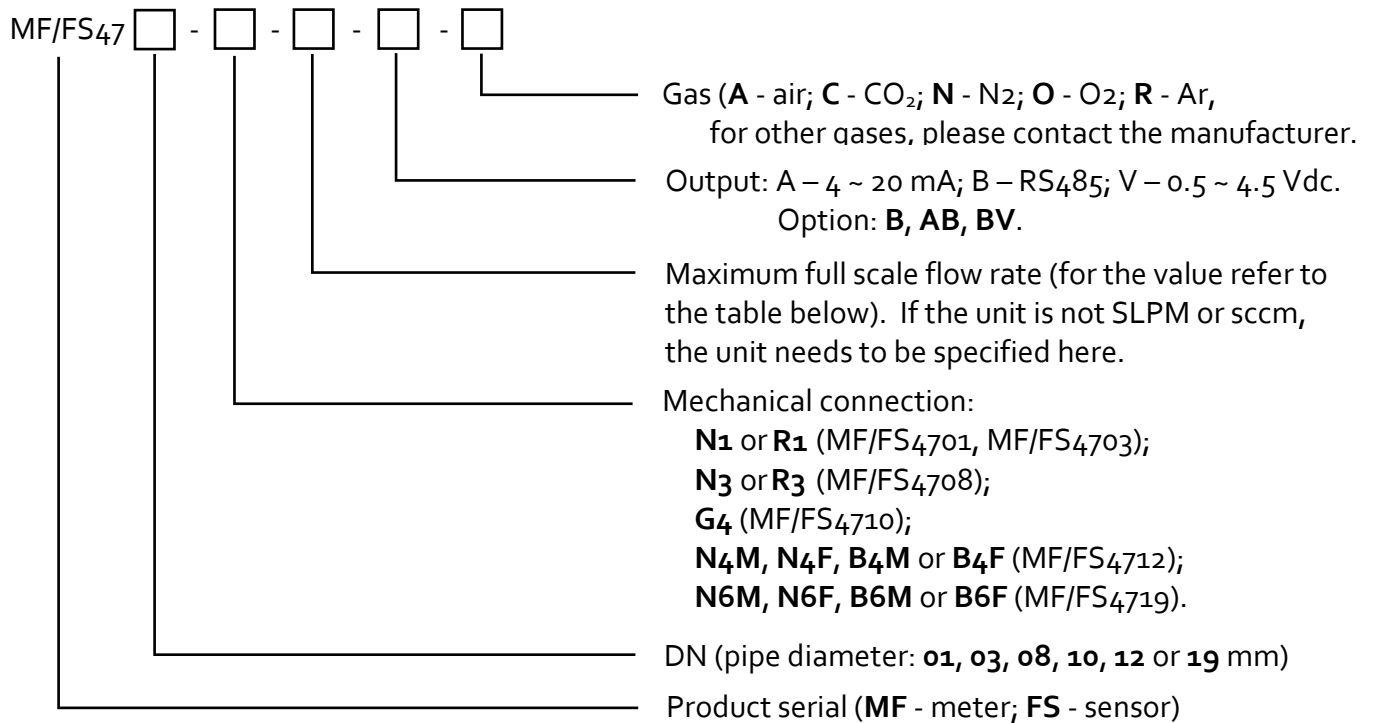 MF/FS47 - - - -
Gas (A - air; C - CO₂; N - N2; O - O2; R - Ar,
for other gases, please contact the manufacturer.
Output: A – 4 ~ 20 mA; B – RS485; V – 0.5 ~ 4.5 Vdc.
Option: B, AB, BV.
Maximum full scale flow rate (for the value refer to
the table below). If the unit is not SLPM or sccm,
the unit needs to be specified here.
Mechanical connection:
N1 or R1 (MF/FS4701, MF/FS4703);
N3 or R3 (MF/FS4708);
G4 (MF/FS4710);
N4M, N4F, B4M or B4F (MF/FS4712);
N6M, N6F, B6M or B6F (MF/FS4719).
DN (pipe diameter: 01, 03, 08, 10, 12 or 19 mm)
Product serial (MF - meter; FS - sensor)